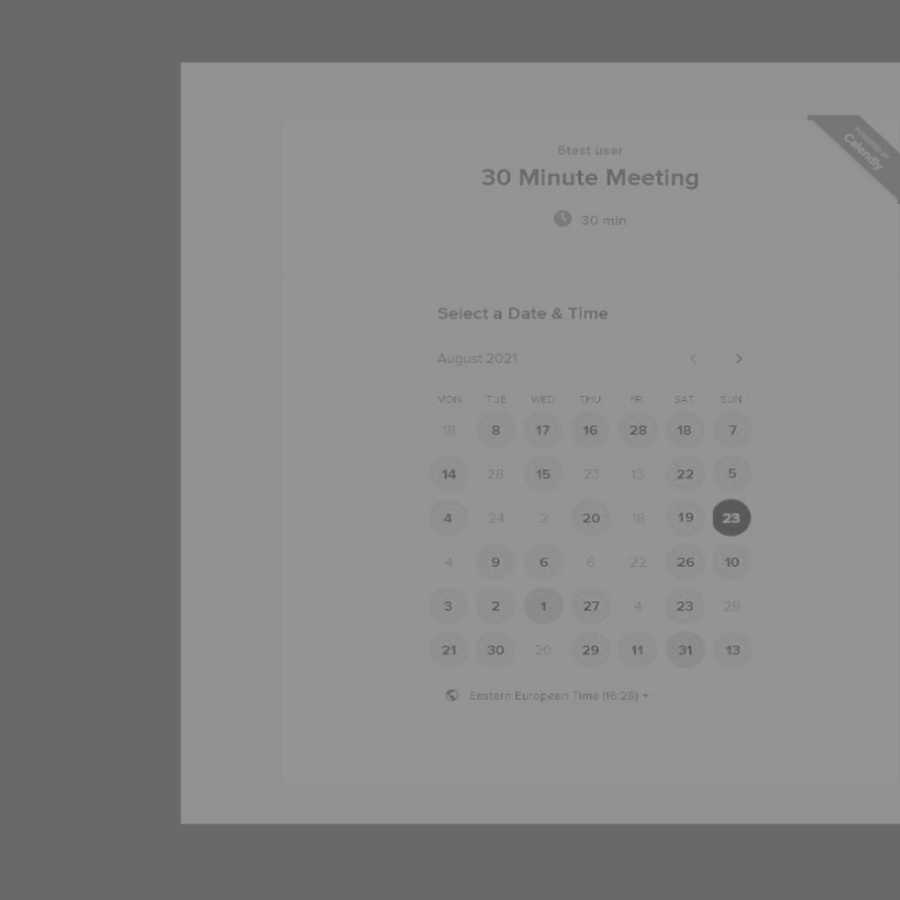 POWERED BY
Calendly
6test user
30 Minute Meeting
30 min
Select a Date & Time
August 2021
MON TUE WED THU FRI SAT SUN
18 8 17 16 28 18 7
14 28 15 23 13 22 5
4 24 2 20 18 19 23
4 9 6 6 22 26 10
3 2 1 27 4 23 28
21 30 20 29 11 31 13
Eastern European Time (16:28)